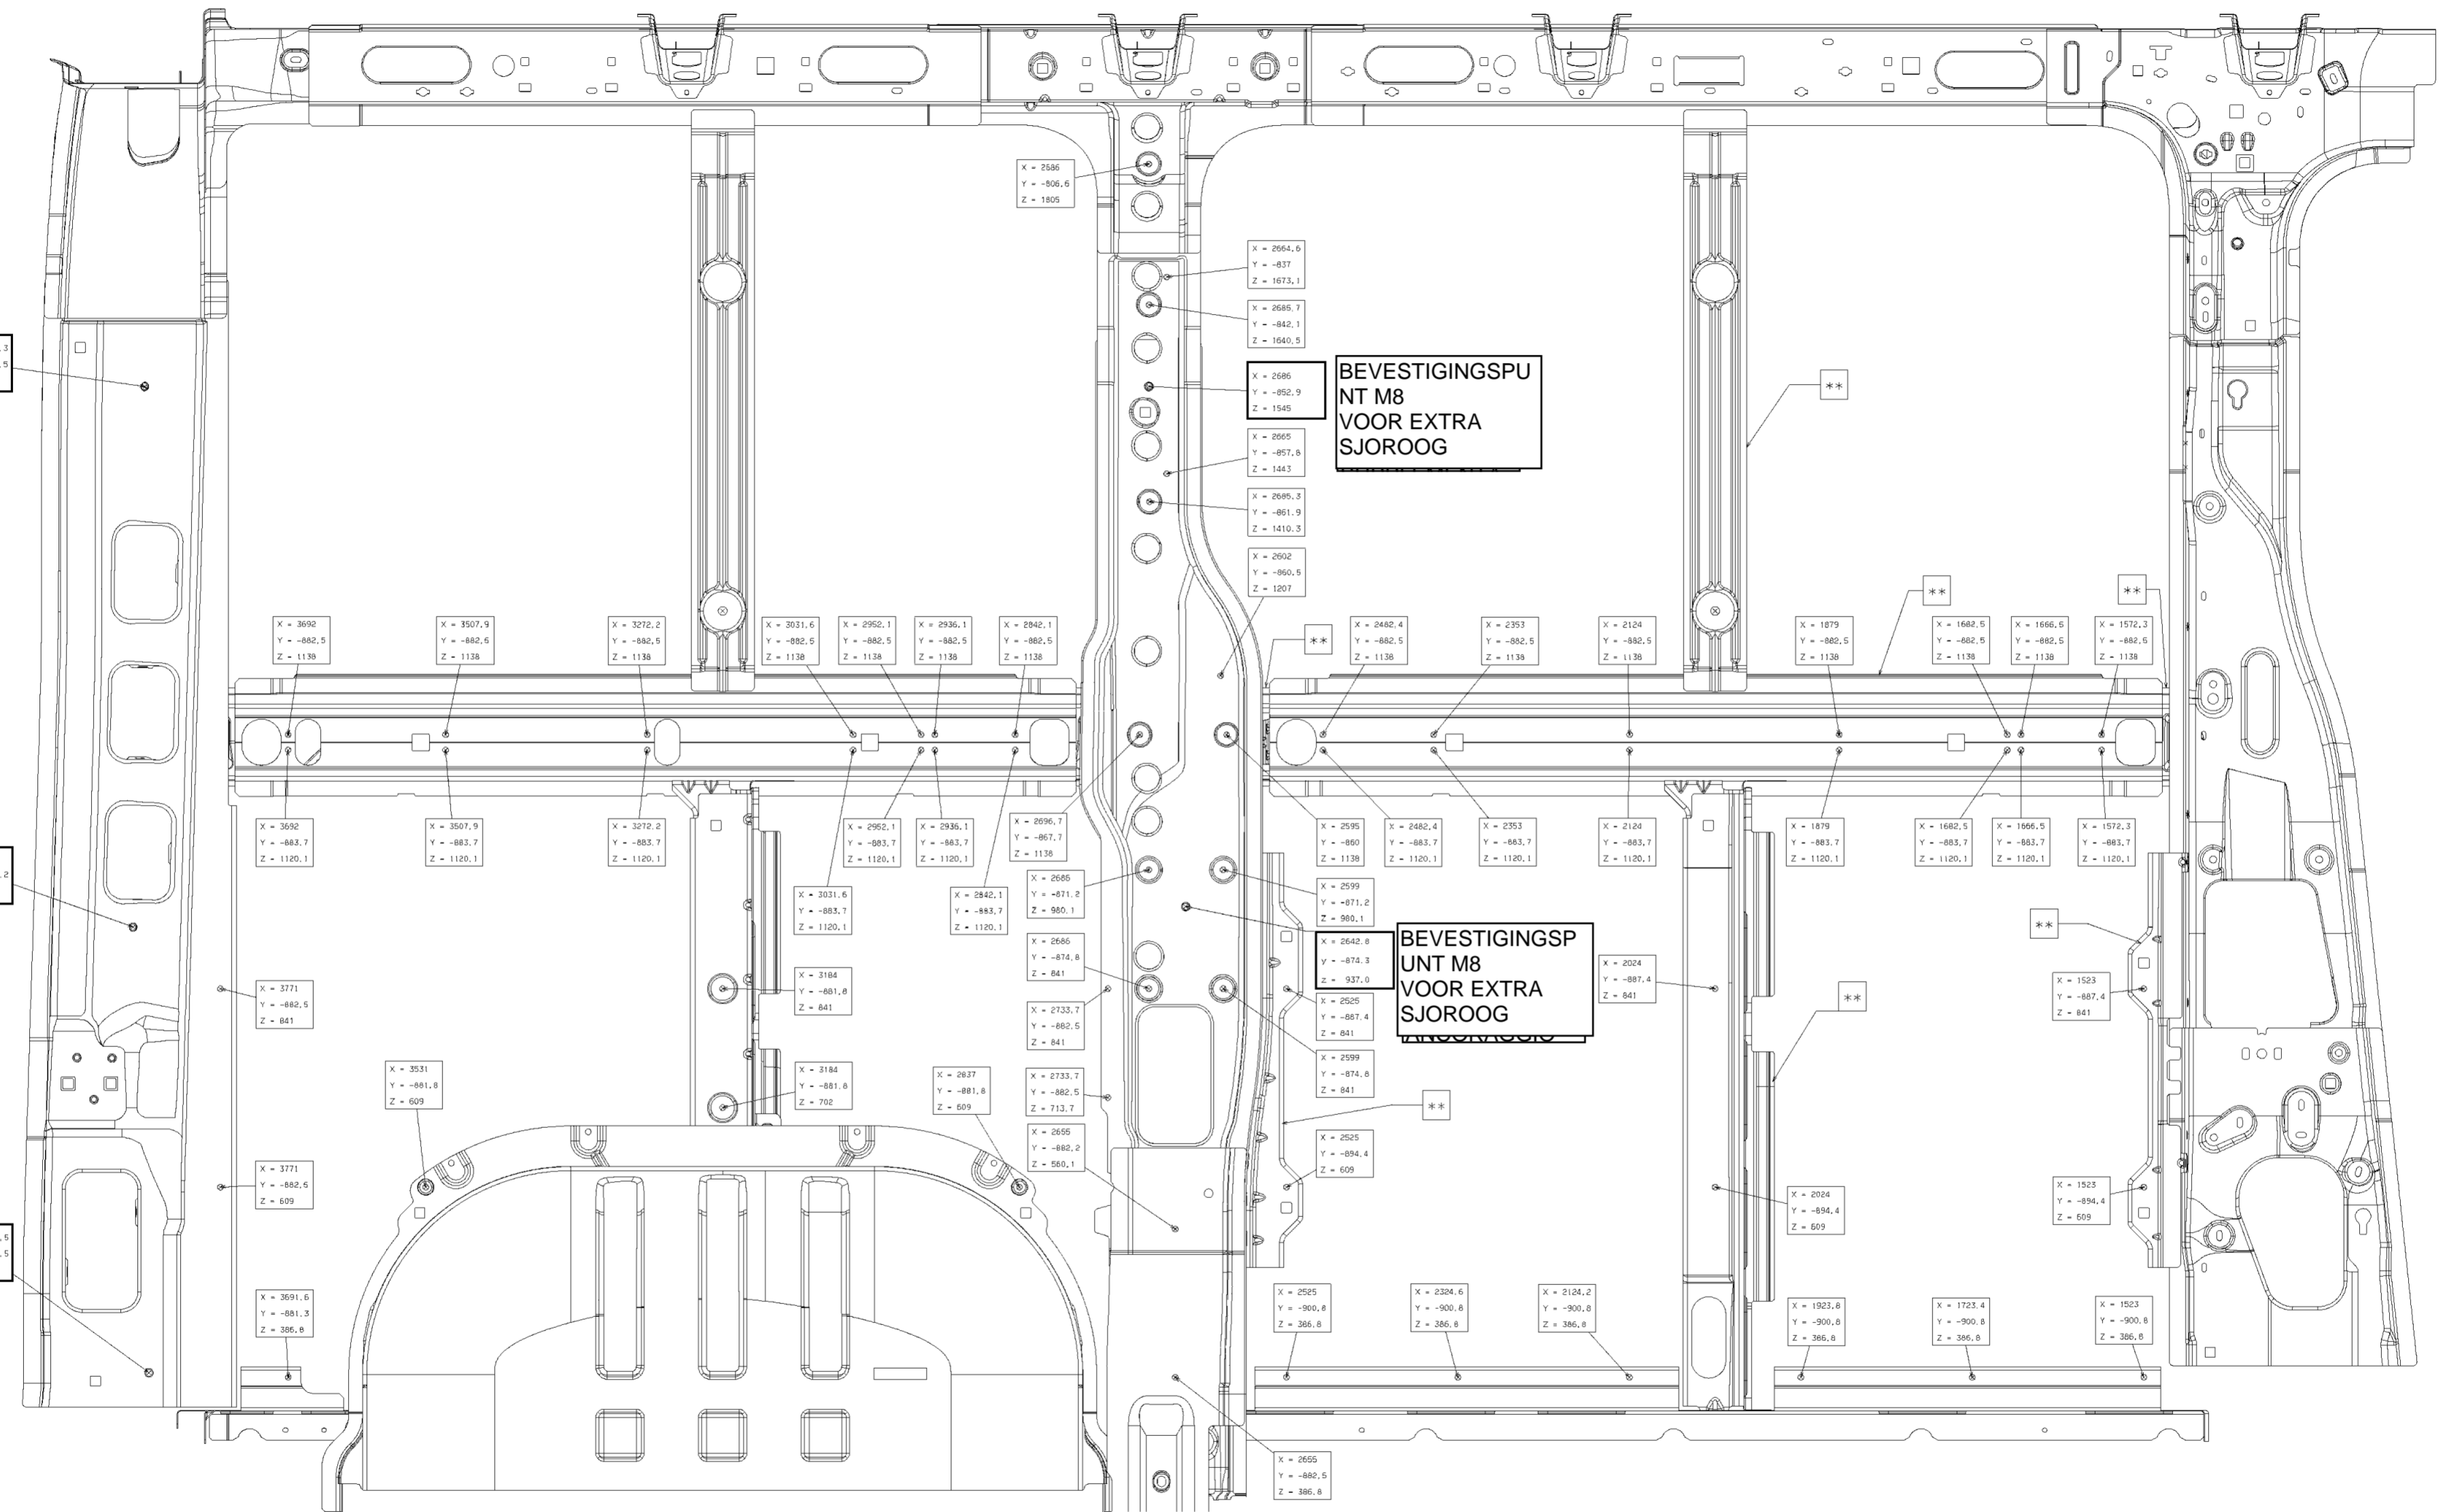 X = 2686
Y = -806.6
Z = 1805
X = 2664.6
Y = -837
Z = 1673.1
X = 2685.7
Y = -842.1
Z = 1640.5
X = 2686
Y = -852.9
Z = 1545
BEVESTIGINGSPU
NT M8
VOOR EXTRA
SJOROOG
**
X = 2665
Y = -857.8
Z = 1443
X = 2685.3
Y = -861.9
Z = 1410.3
X = 2602
Y = -860.5
Z = 1207
**
**
**
X = 3692
Y = -882.5
Z = 1138
X = 3507.9
Y = -882.6
Z = 1138
X = 3272.2
Y = -882.5
Z = 1138
X = 3031.6
Y = -882.5
Z = 1138
X = 2952.1
Y = -882.5
Z = 1138
X = 2936.1
Y = -882.5
Z = 1138
X = 2842.1
Y = -882.5
Z = 1138
X = 2482.4
Y = -882.5
Z = 1138
X = 2353
Y = -882.5
Z = 1138
X = 2124
Y = -882.5
Z = 1138
X = 1879
Y = -882.5
Z = 1138
X = 1682.5
Y = -882.5
Z = 1138
X = 1666.5
Y = -882.5
Z = 1138
X = 1572.3
Y = -882.5
Z = 1138
X = 3692
Y = -883.7
Z = 1120.1
X = 3507.9
Y = -883.7
Z = 1120.1
X = 3272.2
Y = -883.7
Z = 1120.1
X = 2952.1
Y = -883.7
Z = 1120.1
X = 2936.1
Y = -883.7
Z = 1120.1
X = 2696.7
Y = -867.7
Z = 1138
X = 2595
Y = -860
Z = 1138
X = 2482.4
Y = -883.7
Z = 1120.1
X = 2353
Y = -883.7
Z = 1120.1
X = 2124
Y = -883.7
Z = 1120.1
X = 1879
Y = -883.7
Z = 1120.1
X = 1682.5
Y = -883.7
Z = 1120.1
X = 1666.5
Y = -883.7
Z = 1120.1
X = 1572.3
Y = -883.7
Z = 1120.1
X = 3031.6
Y = -883.7
Z = 1120.1
X = 2842.1
Y = -883.7
Z = 1120.1
X = 2685
Y = -871.2
Z = 980.1
X = 2599
Y = -871.2
Z = 980.1
X = 2686
Y = -874.8
Z = 841
X = 2642.8
y = -874.3
Z = 937.0
BEVESTIGINGSP
UNT M8
VOOR EXTRA
SJOROOG
**
**
X = 3771
Y = -882.5
Z = 841
X = 3184
Y = -881.8
Z = 841
X = 2733.7
Y = -882.5
Z = 841
X = 2525
Y = -887.4
Z = 841
X = 2024
Y = -887.4
Z = 841
X = 1523
Y = -887.4
Z = 841
X = 3531
Y = -881.8
Z = 609
X = 3184
Y = -881.8
Z = 702
X = 2837
Y = -881.8
Z = 609
X = 2733.7
Y = -882.5
Z = 713.7
X = 2599
Y = -874.8
Z = 841
**
X = 2655
Y = -882.2
Z = 560.1
X = 2525
Y = -894.4
Z = 609
X = 3771
Y = -882.5
Z = 609
X = 2024
Y = -894.4
Z = 609
X = 1523
Y = -894.4
Z = 609
X = 3691.6
Y = -881.3
Z = 386.8
X = 2525
Y = -900.8
Z = 386.8
X = 2324.6
Y = -900.8
Z = 386.8
X = 2124.2
Y = -900.8
Z = 386.8
X = 1923.8
Y = -900.8
Z = 386.8
X = 1723.4
Y = -900.8
Z = 386.8
X = 1523
Y = -900.8
Z = 386.8
X = 2655
Y = -882.5
Z = 386.8